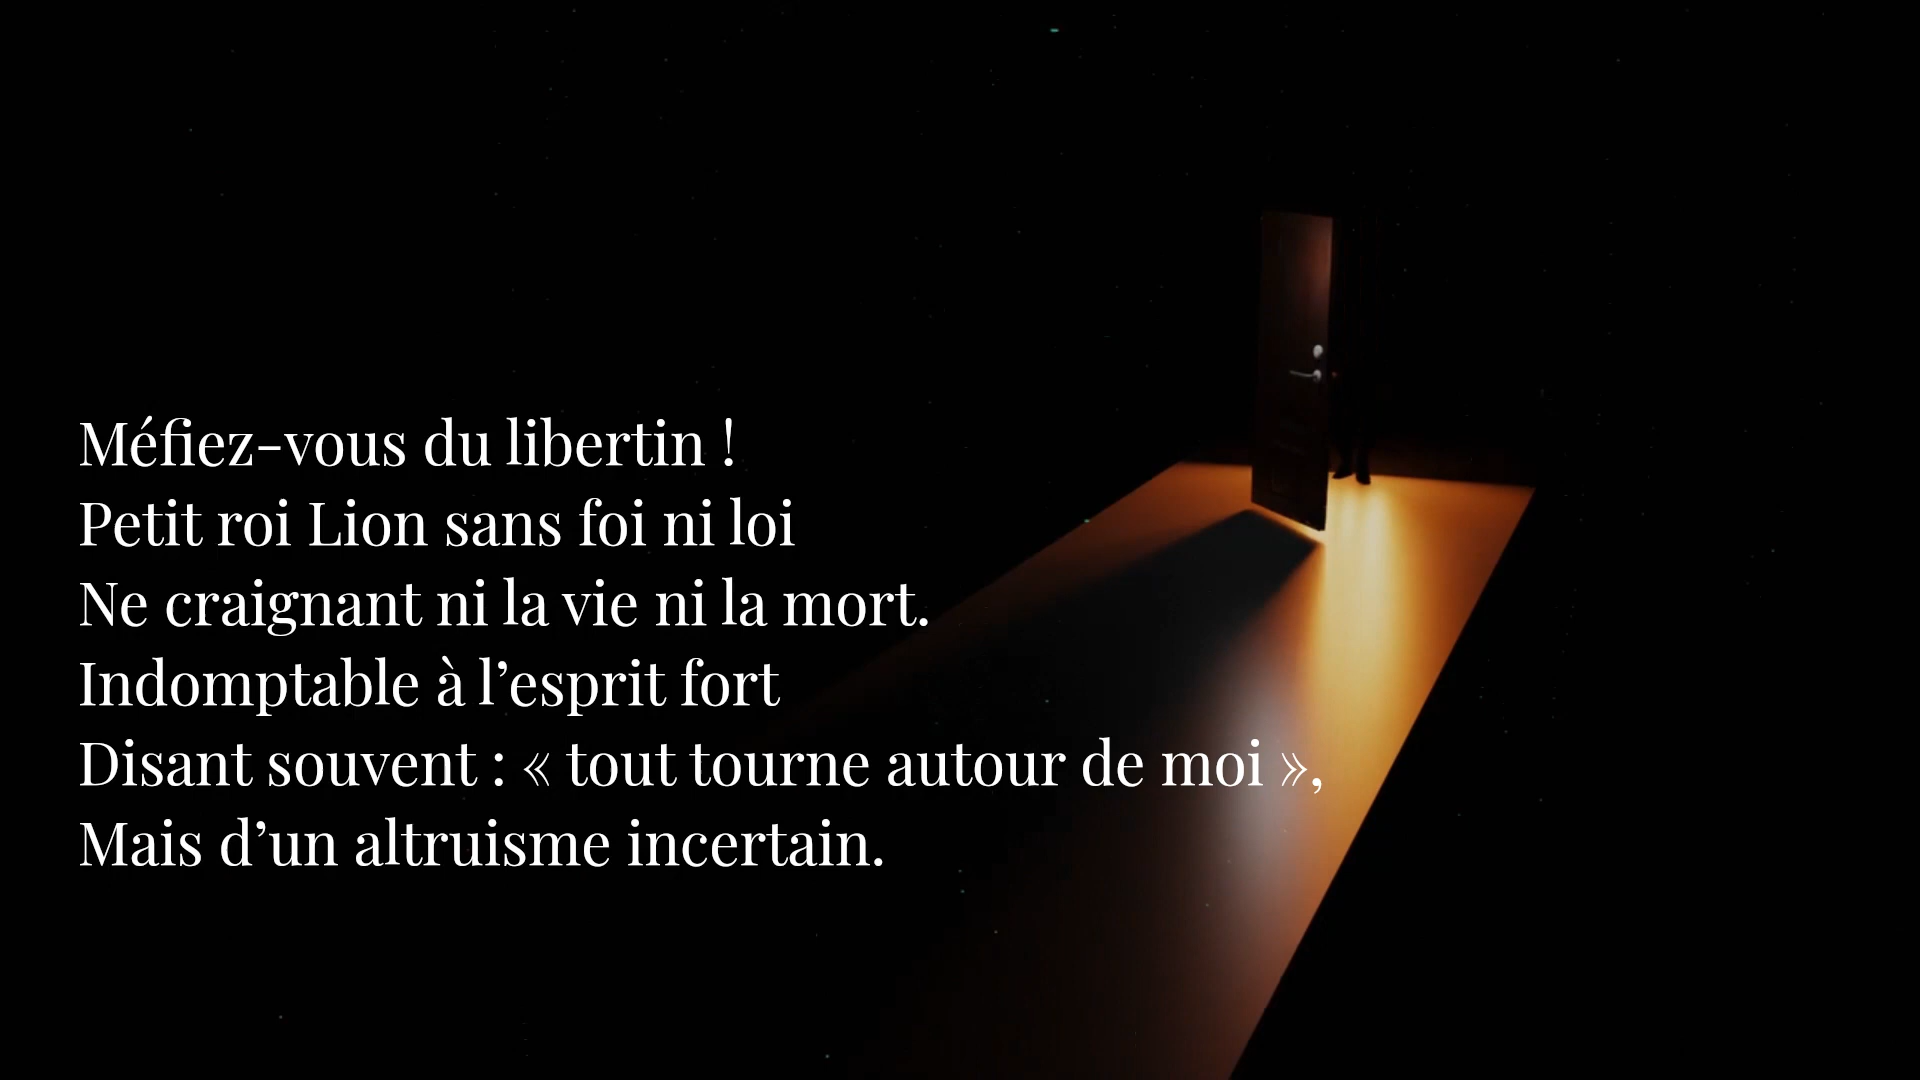 Méfiez-vous du libertin !
Petit roi Lion sans foi ni loi
Ne craignant ni la vie ni la mort.
Indomptable à l’esprit fort
Disant souvent : « tout tourne autour de moi »,
Mais d’un altruisme incertain.